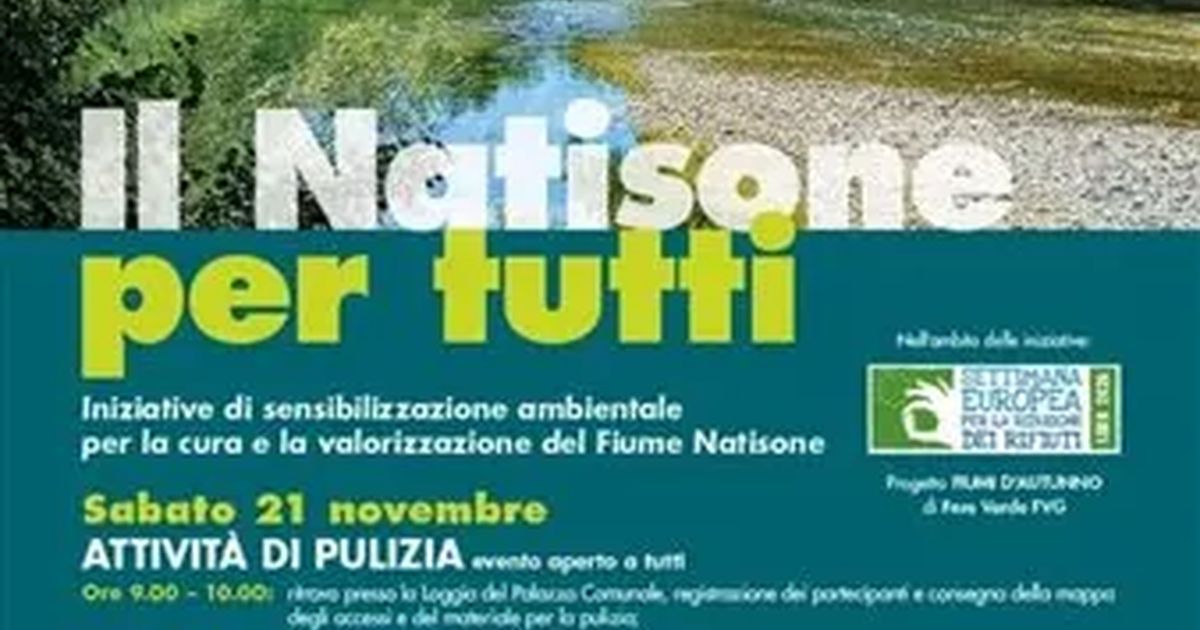 Il Natisone
per tutti
Nell'ambito delle iniziative:
SETTIMANA
EUROPEA
PER LA RIDUZIONE
DEI RIFIUTI
Iniziative di sensibilizzazione ambientale
per la cura e la valorizzazione del Fiume Natisone
Progetto FIUMI D'AUTUNNO
di Verde FVG
Sabato 21 novembre
ATTIVITÀ DI PULIZIA evento aperto a tutti
Ore 9.00 – 10.00: ritrovo presso la Loggia del Palazzo Comunale, registrazione dei partecipanti e consegna della mappa
degli accessi e del materiale per la pulizia;